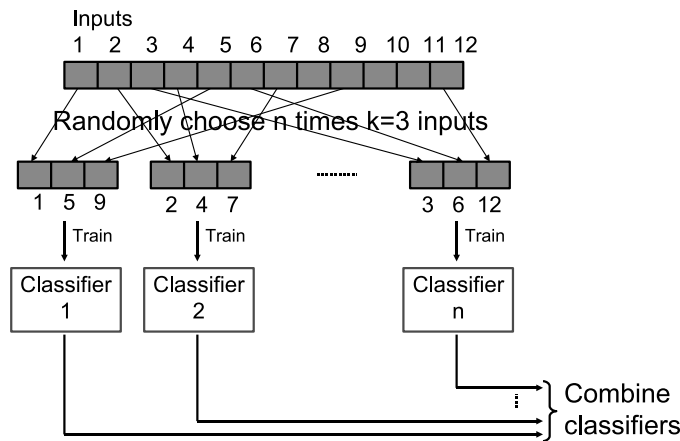 Inputs
1 2 3 4 5 6 7 8 9 10 11 12
Randomly choose n times k=3 inputs
1 5 9
2 4 7
3 6 12
Train
Train
Train
Classifier
1
Classifier
2
Classifier
n
Combine
classifiers